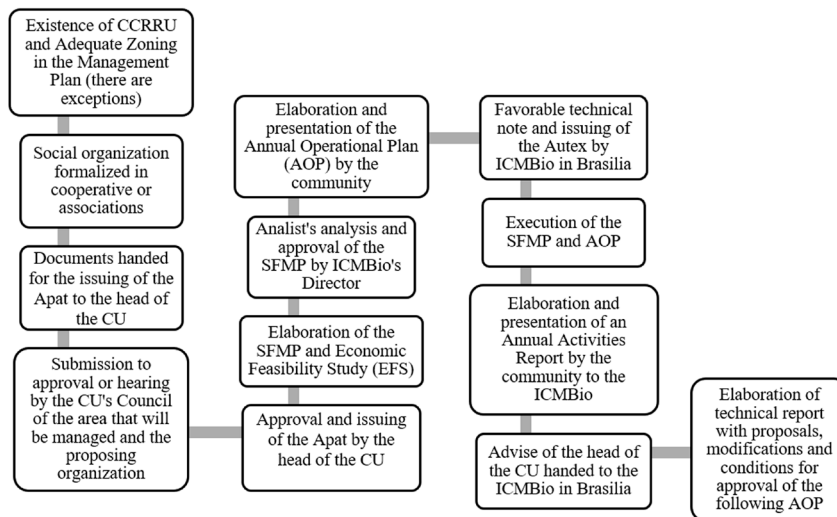 Existence of CCRRU
and Adequate Zoning
in the Management
Plan (there are
exceptions)
Social organization
formalized in
cooperative or
associations
Documents handed
for the issuing of the
Apat to the head of
the CU
Submission to
approval or hearing
by the CU's Council
of the area that will
be managed and the
proposing
organization
Approval and issuing
of the Apat by the
head of the CU
Elaboration of the
SFMP and Economic
Feasibility Study (EFS)
Analist's analysis and
approval of the
SFMP by ICMBio's
Director
Elaboration and
presentation of the
Annual Operational Plan
(AOP) by the
community
Favorable technical
note and issuing of
the Autex by
ICMBio in Brasilia
Execution of the
SFMP and AOP
Elaboration and
presentation of an
Annual Activities
Report by the
community to the
ICMBio
Advise of the head of
the CU handed to the
ICMBio in Brasilia
Elaboration of
technical report
with proposals,
modifications and
conditions for
approval of the
following AOP